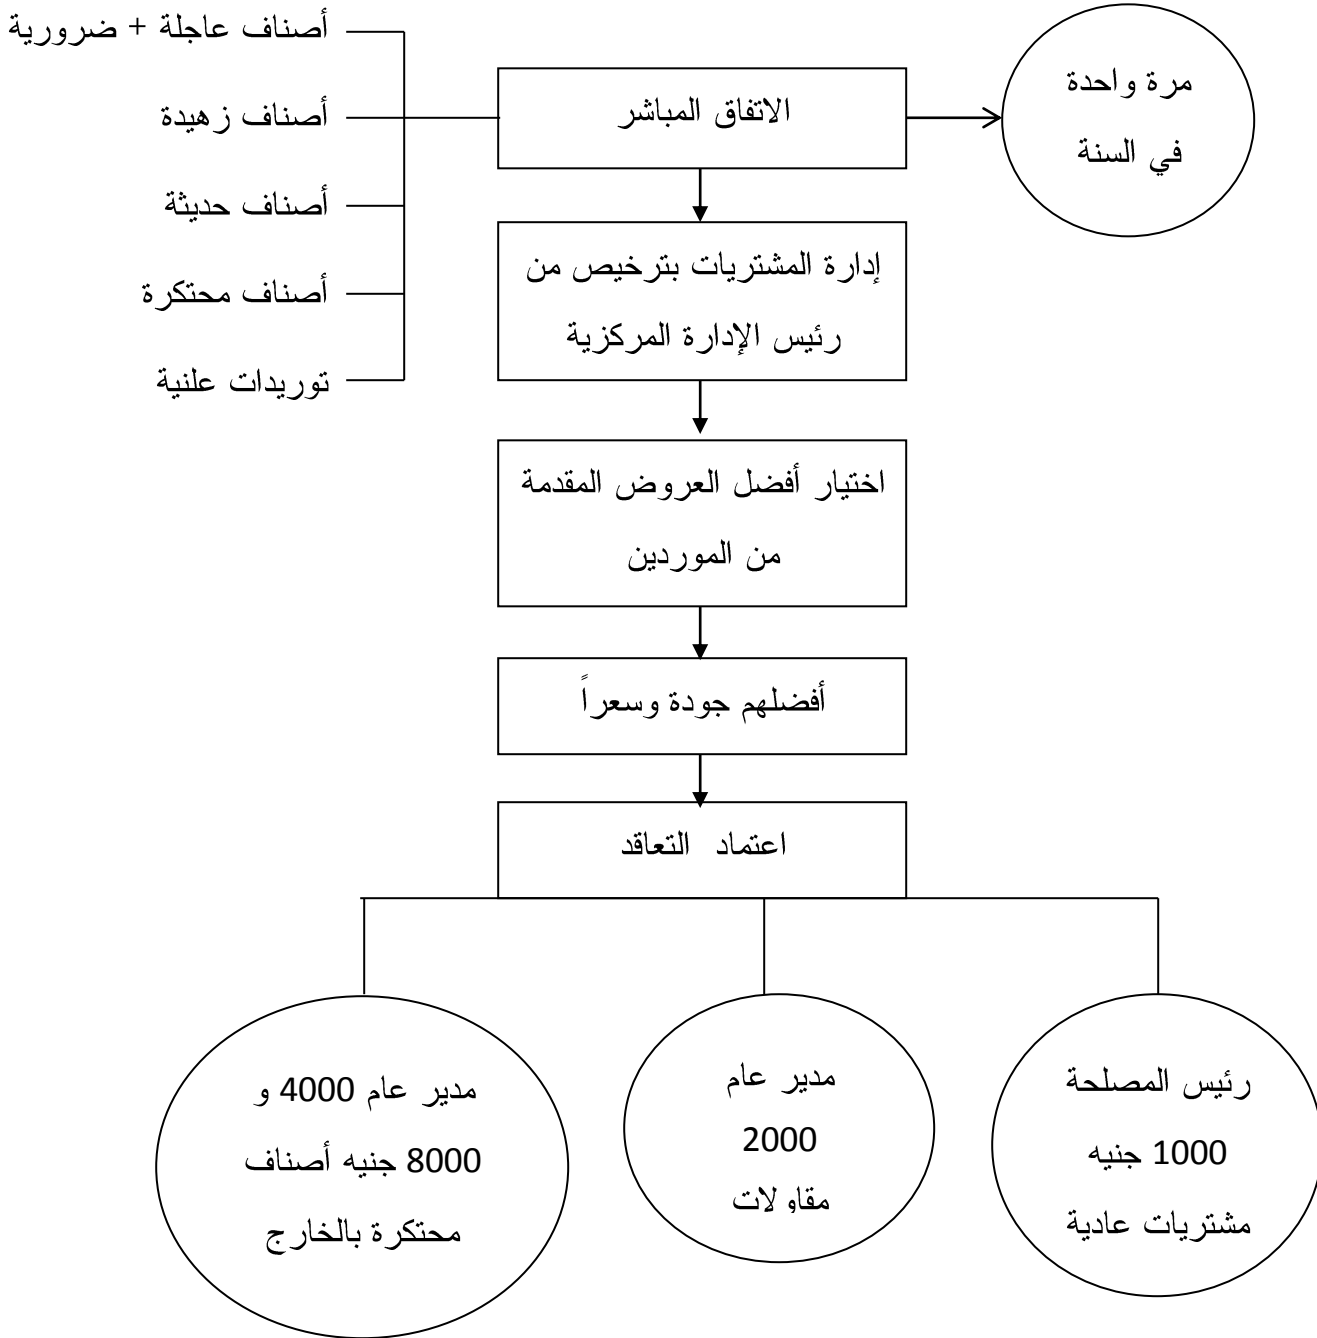 الاتفاق المباشر
مرة واحدة
في السنة
أصناف عاجلة + ضرورية
أصناف زهيدة
أصناف حديثة
أصناف محتكرة
توريدات علنية
إدارة المشتريات بترخيص من
رئيس الإدارة المركزية
اختيار أفضل العروض المقدمة
من الموردين
أفضلهم جودة وسعراً
اعتماد التعاقد
رئيس المصلحة
1000 جنيه
مشتريات عادية
مدير عام
2000
مقاولات
مدير عام 4000 و
8000 جنيه أصناف
محتكرة بالخارج